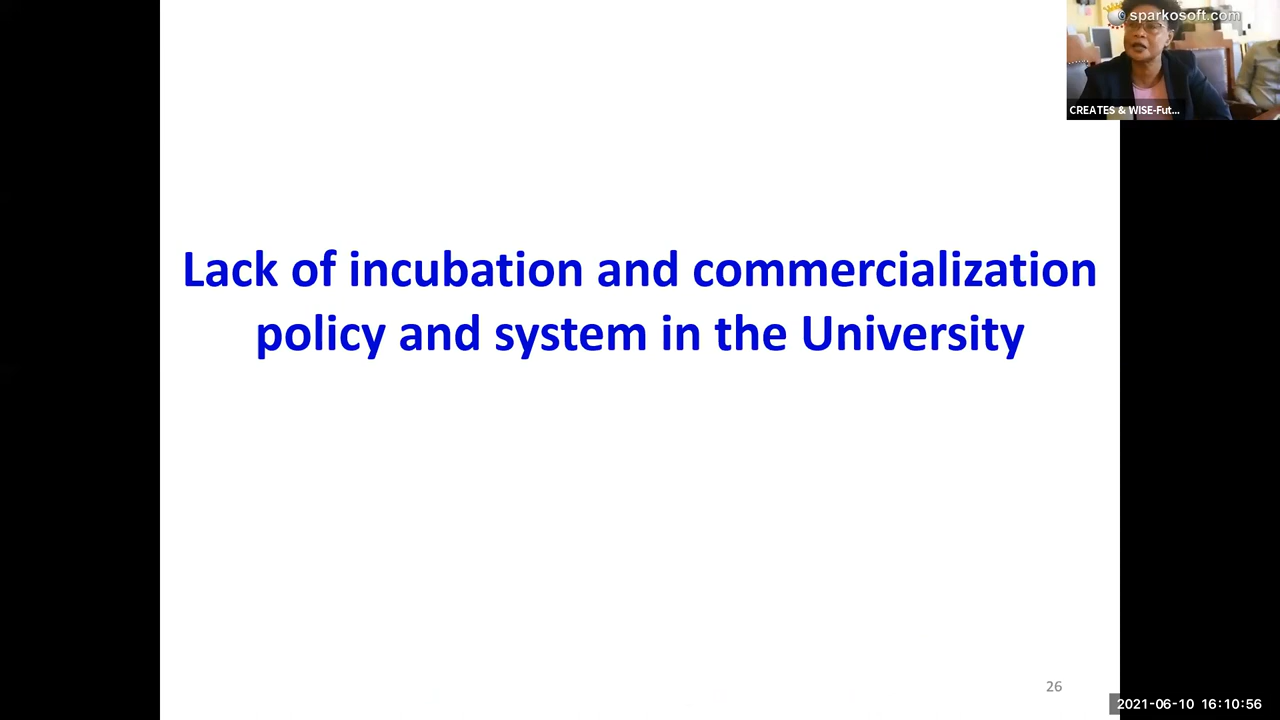 © sparkosoft.com
CREATES & WISE-Fut...
Lack of incubation and commercialization
policy and system in the University
26
2021-06-10 16:10:56